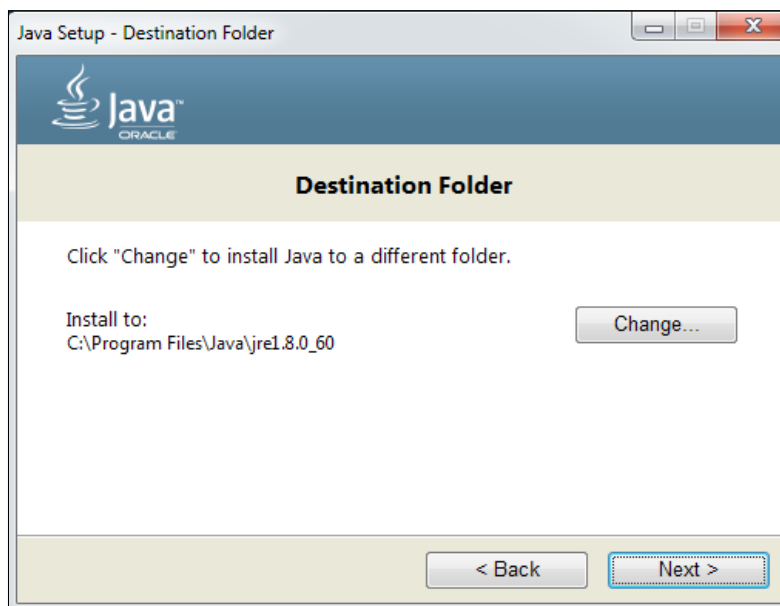 Java Setup - Destination Folder
Java™
ORACLE
Destination Folder
Click "Change" to install Java to a different folder.
Install to:
C:\Program Files\Java\jre1.8.0_60
Change...
< Back
Next >